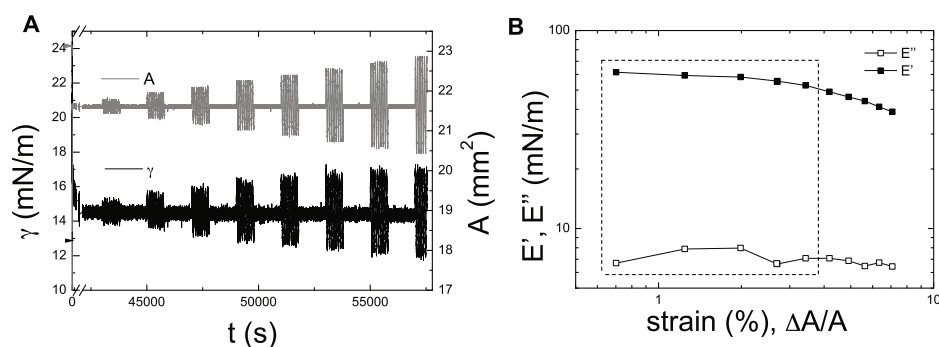 A
24
22
20
18
16
14
12
10
γ (mN/m)
A
γ
0
45000
50000
55000
t (s)
23
22
21
20
19
18
17
A (mm²)
B
100
10
E', E'' (mN/m)
E''
E'
1
10
strain (%), ΔA/A